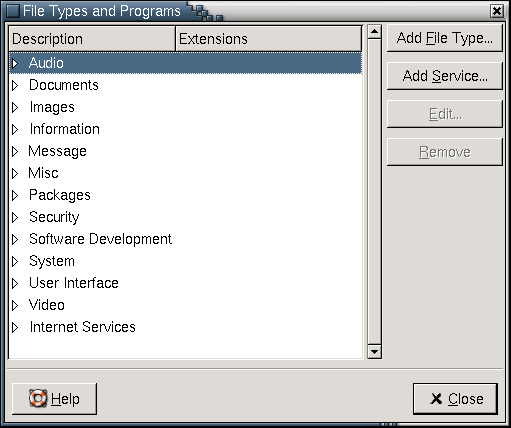 File Types and Programs
Description Extensions
Audio
Documents
Images
Information
Message
Misc
Packages
Security
Software Development
System
User Interface
Video
Internet Services
Add File Type...
Add Service...
Edit...
Remove
Help
Close